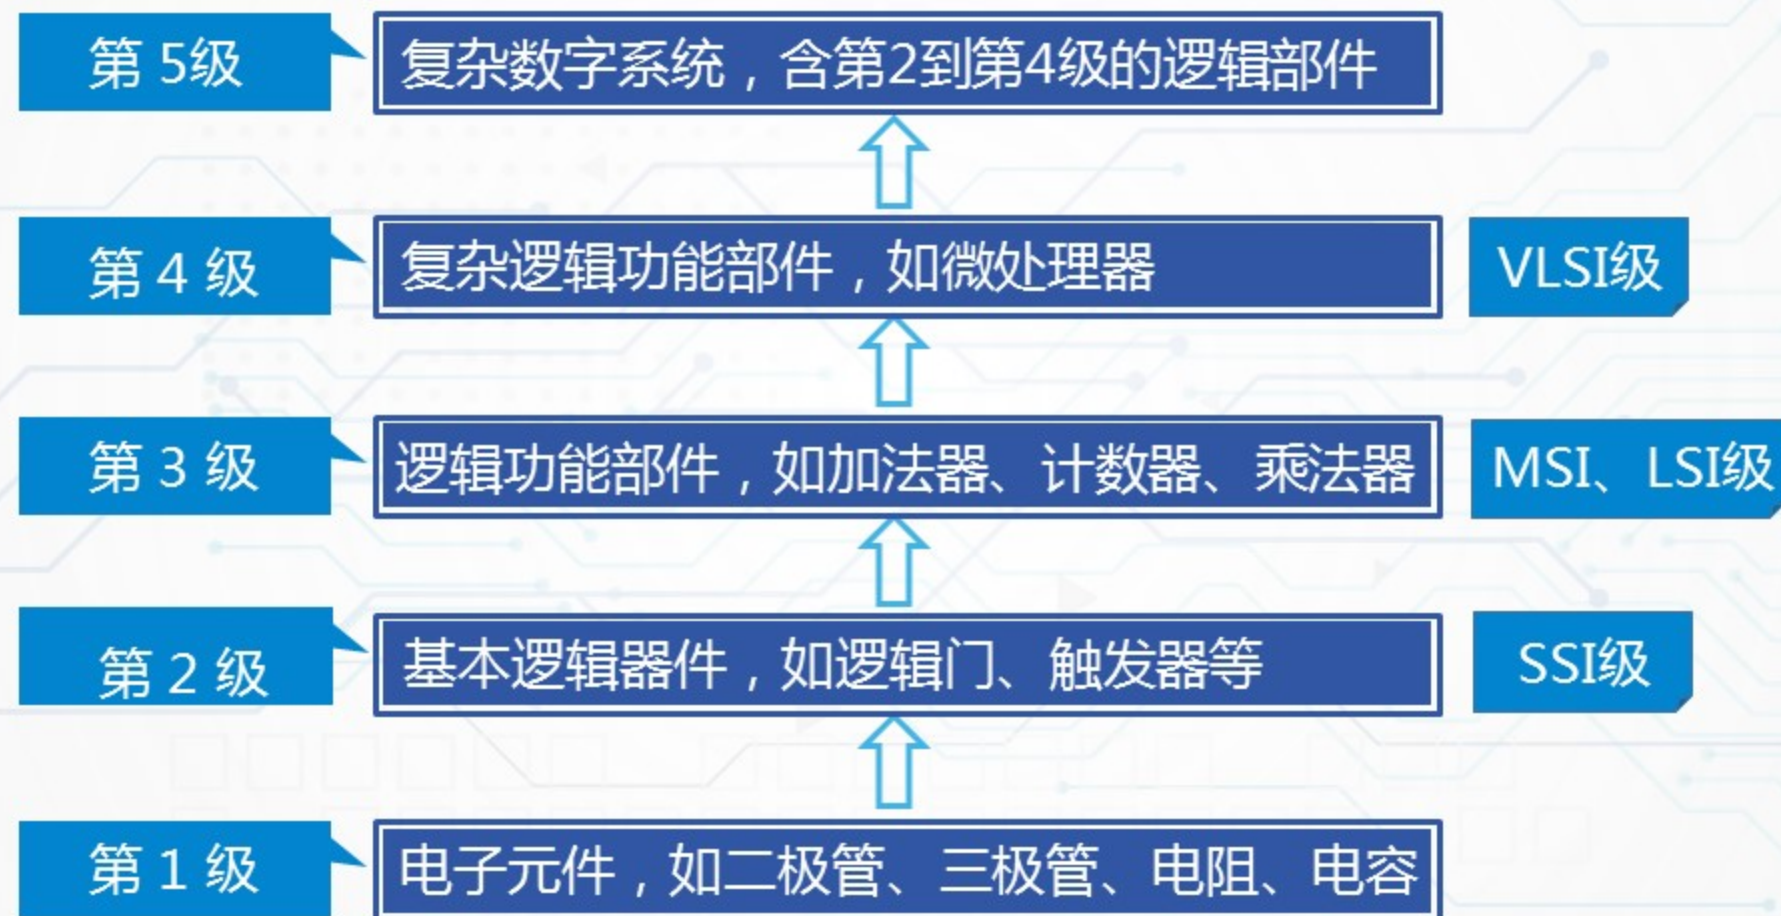 第 5级
复杂数字系统，含第2到第4级的逻辑部件
第 4 级
复杂逻辑功能部件，如微处理器
VLSI级
第 3 级
逻辑功能部件，如加法器、计数器、乘法器
MSI、LSI级
第 2 级
基本逻辑器件，如逻辑门、触发器等
SSI级
第 1 级
电子元件，如二极管、三极管、电阻、电容